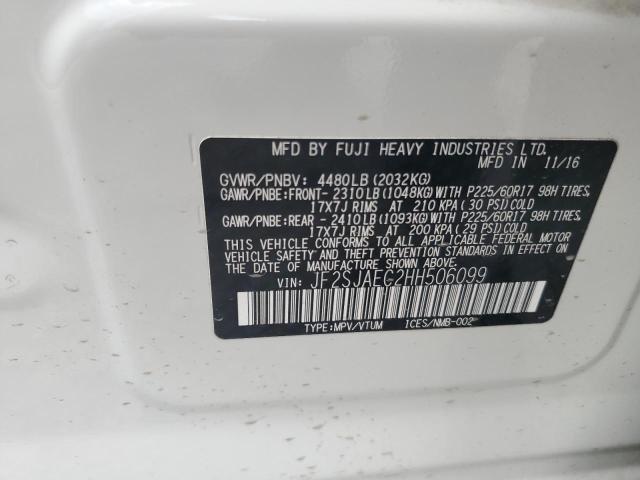 MFD BY FUJI HEAVY INDUSTRIES LTD.
MFD IN 11/16
GVWR/PNBV: 4480LB (2032KG)
GAWR/PNBE:FRONT- 2310LB (1048KG) WITH P225/60R17 98H TIRES,
17X7J RIMS AT 210 KPA (30 PSI) COLD
GAWR/PNBE:REAR - 2410LB (1093KG) WITH P225/60R17 98H TIRES,
17X7J RIMS AT 200 KPA (29 PSI) COLD
THIS VEHICLE CONFORMS TO ALL APPLICABLE FEDERAL MOTOR
VEHICLE SAFETY AND THEFT PREVENTION STANDARDS IN EFFECT ON
THE DATE OF MANUFACTURE SHOWN ABOVE.
VIN: JF2SJAEC2HH506099
TYPE:MPV/VTUM ICES/NMB-002